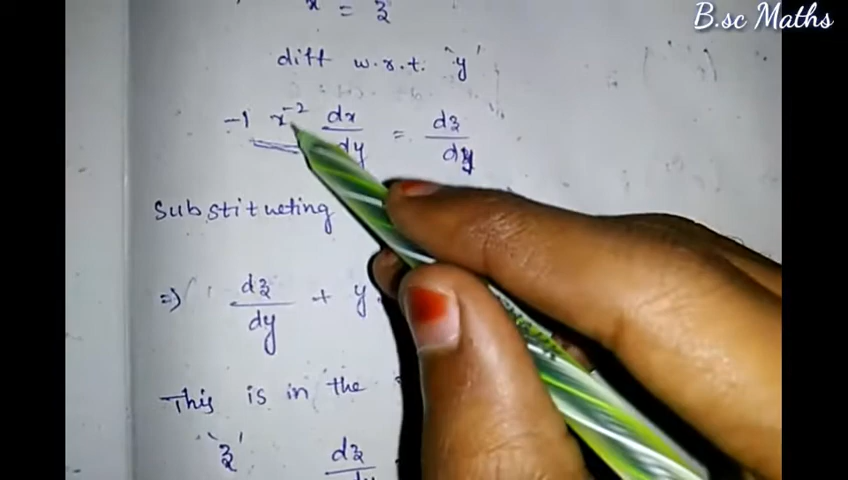 B.sc Maths
x = z
diff w.r.t. 'y'
-1 x⁻² dx/dy = dz/dy
Substituting
=) dz/dy + y
This is in the
'z' dz